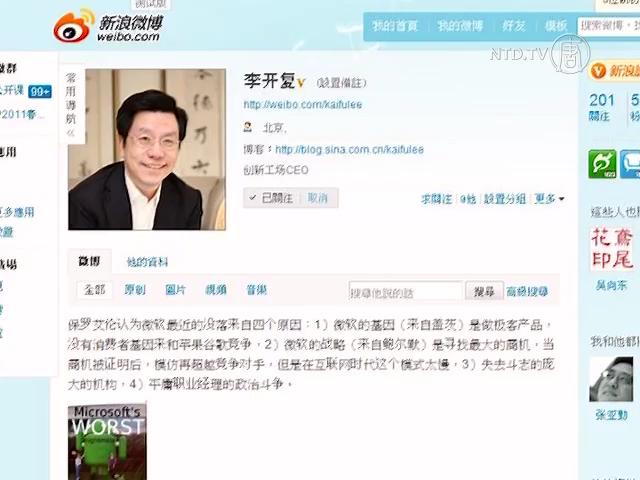 测试版
新浪微博
weibo.com
我的首頁
我的微博
好友
模板
NTD.TV
李开复
(設置備註)
http://weibo.com/kaifulee
北京,
博客：http://blog.sina.com.cn/kaifulee
创新工场CEO
已關注
取消
求關注
設置分組
更多
常用導航
99+
201
關注
微博
他的資料
全部
原創
圖片
視頻
音樂
搜尋他說的話
搜尋
高級搜尋
保罗艾伦认为微软最近的没落来自四个原因：1）微软的基因（来自盖茨）是做极客产品，
没有消费者基因来和苹果谷歌竞争，2）微软的战略（来自鲍尔默）是寻找最大的商机，当
商机被证明后，模仿再超越竞争对手，但是在互联网时代这个模式太慢，3）失去斗志的庞
大的机构，4）平庸职业经理的政治斗争。
Microsoft's
WORST
這些人也
花鳶
印尾
吴向东
我和他都
张亚勤